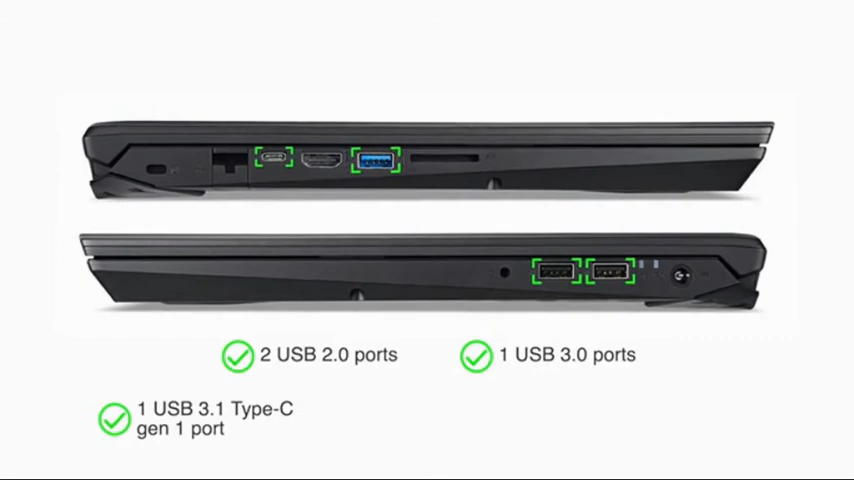 2 USB 2.0 ports
1 USB 3.0 ports
1 USB 3.1 Type-C
gen 1 port